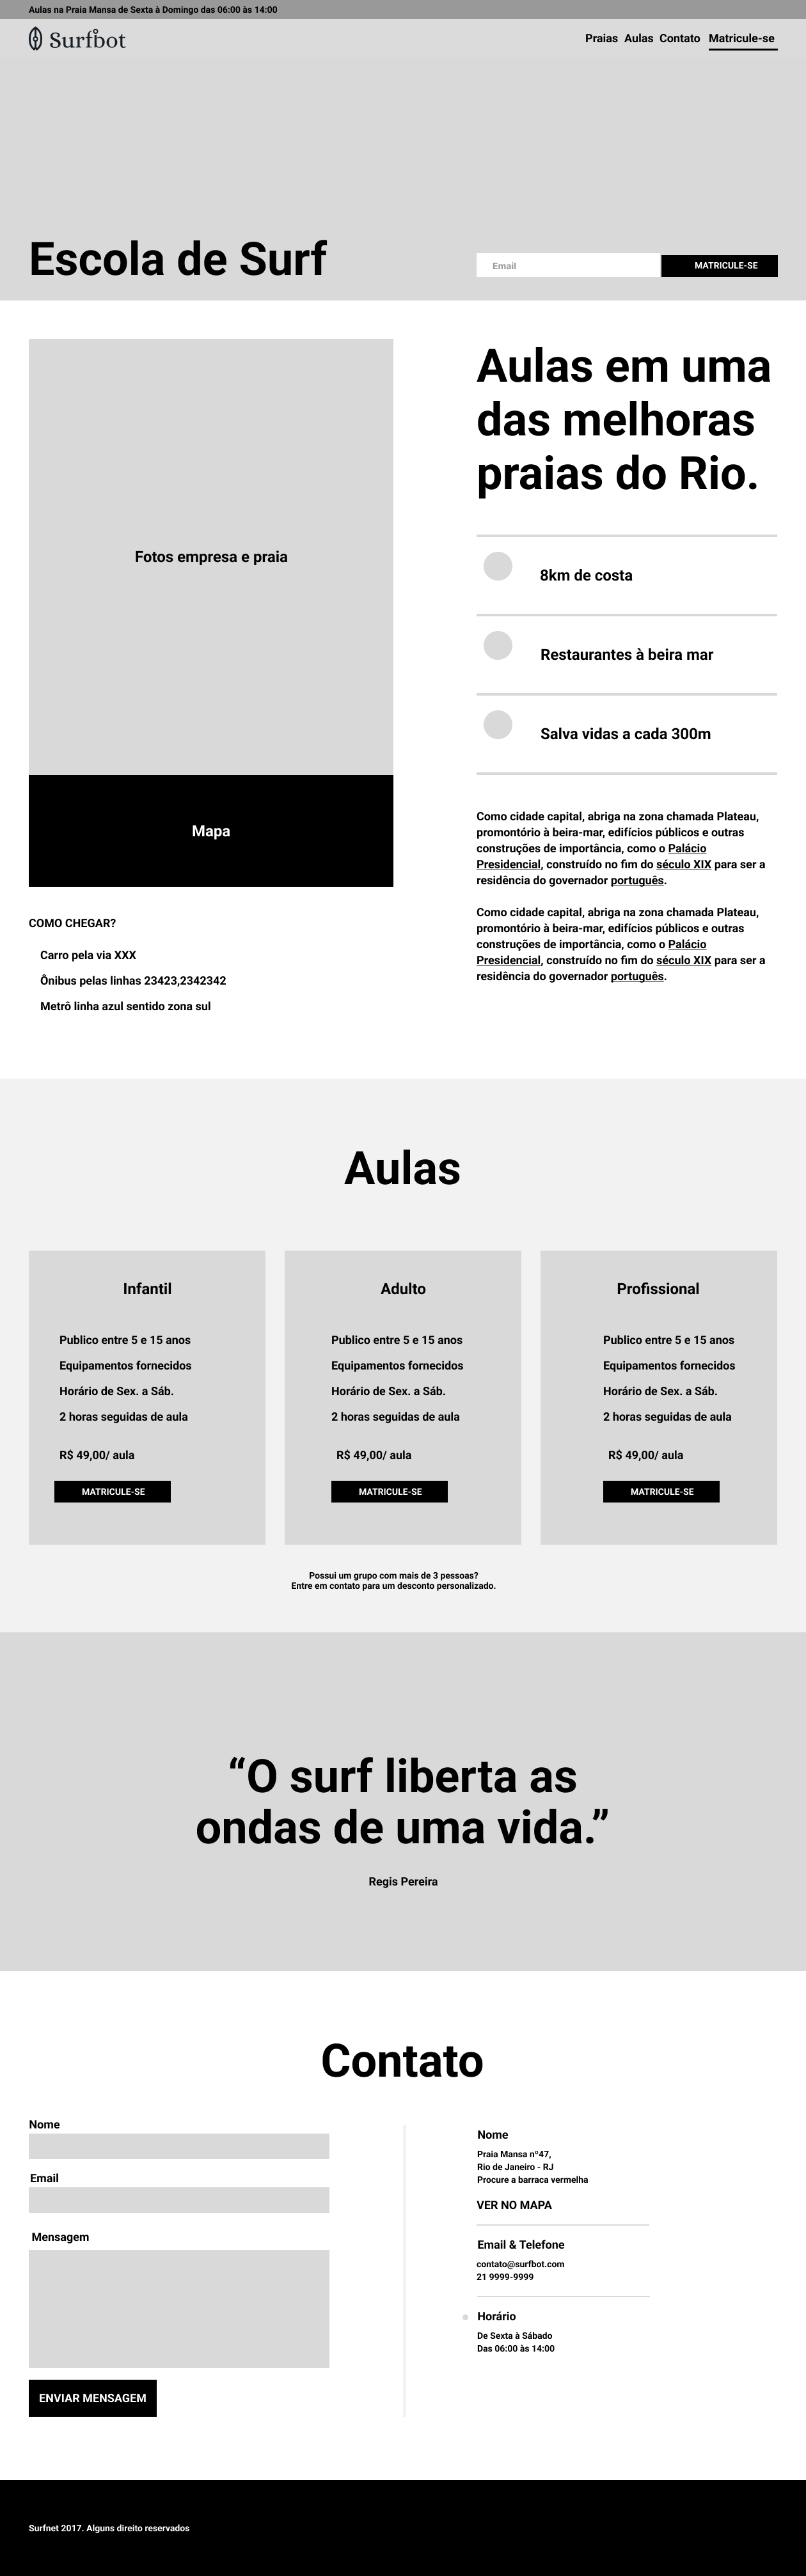 Aulas na Praia Mansa de Sexta à Domingo das 06:00 às 14:00
Surfbot
Praias Aulas Contato Matricule-se
Escola de Surf
Email
MATRICULE-SE
Fotos empresa e praia
Mapa
COMO CHEGAR?
Carro pela via XXX
Ônibus pelas linhas 23423,2342342
Metrô linha azul sentido zona sul
Aulas em uma
das melhoras
praias do Rio.
8km de costa
Restaurantes à beira mar
Salva vidas a cada 300m
Como cidade capital, abriga na zona chamada Plateau,
promontório à beira-mar, edifícios públicos e outras
construções de importância, como o Palácio
Presidencial, construído no fim do século XIX para ser a
residência do governador português.
Como cidade capital, abriga na zona chamada Plateau,
promontório à beira-mar, edifícios públicos e outras
construções de importância, como o Palácio
Presidencial, construído no fim do século XIX para ser a
residência do governador português.
Aulas
Infantil
Publico entre 5 e 15 anos
Equipamentos fornecidos
Horário de Sex. a Sáb.
2 horas seguidas de aula
R$ 49,00/ aula
MATRICULE-SE
Adulto
Publico entre 5 e 15 anos
Equipamentos fornecidos
Horário de Sex. a Sáb.
2 horas seguidas de aula
R$ 49,00/ aula
MATRICULE-SE
Profissional
Publico entre 5 e 15 anos
Equipamentos fornecidos
Horário de Sex. a Sáb.
2 horas seguidas de aula
R$ 49,00/ aula
MATRICULE-SE
Possui um grupo com mais de 3 pessoas?
Entre em contato para um desconto personalizado.
“O surf liberta as
ondas de uma vida.”
Regis Pereira
Contato
Nome
Email
Mensagem
ENVIAR MENSAGEM
Nome
Praia Mansa nº47,
Rio de Janeiro - RJ
Procure a barraca vermelha
VER NO MAPA
Email & Telefone
contato@surfbot.com
21 9999-9999
Horário
De Sexta à Sábado
Das 06:00 às 14:00
Surfnet 2017. Alguns direito reservados